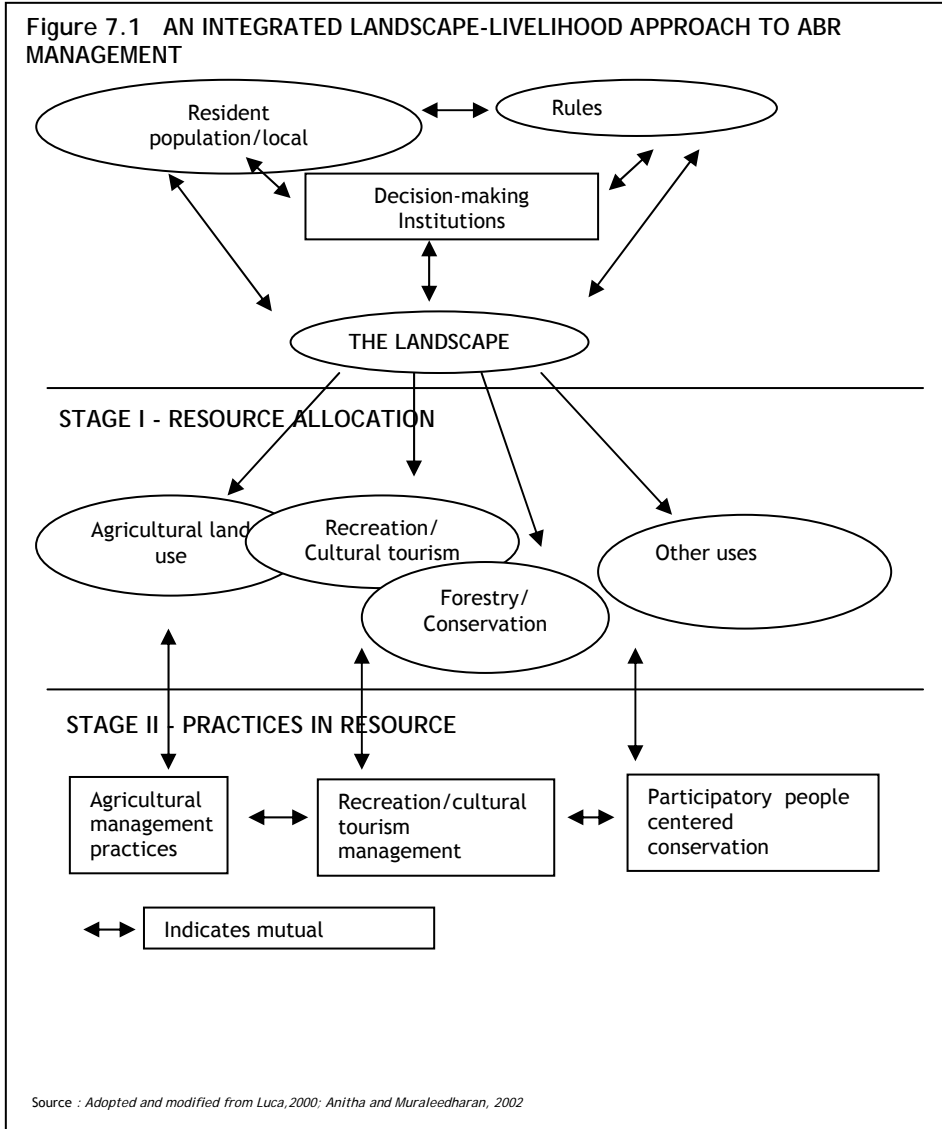 Figure 7.1 AN INTEGRATED LANDSCAPE-LIVELIHOOD APPROACH TO ABR
MANAGEMENT
Resident
population/local
Rules
Decision-making
Institutions
THE LANDSCAPE
STAGE I - RESOURCE ALLOCATION
Agricultural land
use
Recreation/
Cultural tourism
Forestry/
Conservation
Other uses
STAGE II - PRACTICES IN RESOURCE
Agricultural
management
practices
Recreation/cultural
tourism
management
Participatory people
centered
conservation
Indicates mutual
Source : Adopted and modified from Luca,2000; Anitha and Muraleedharan, 2002